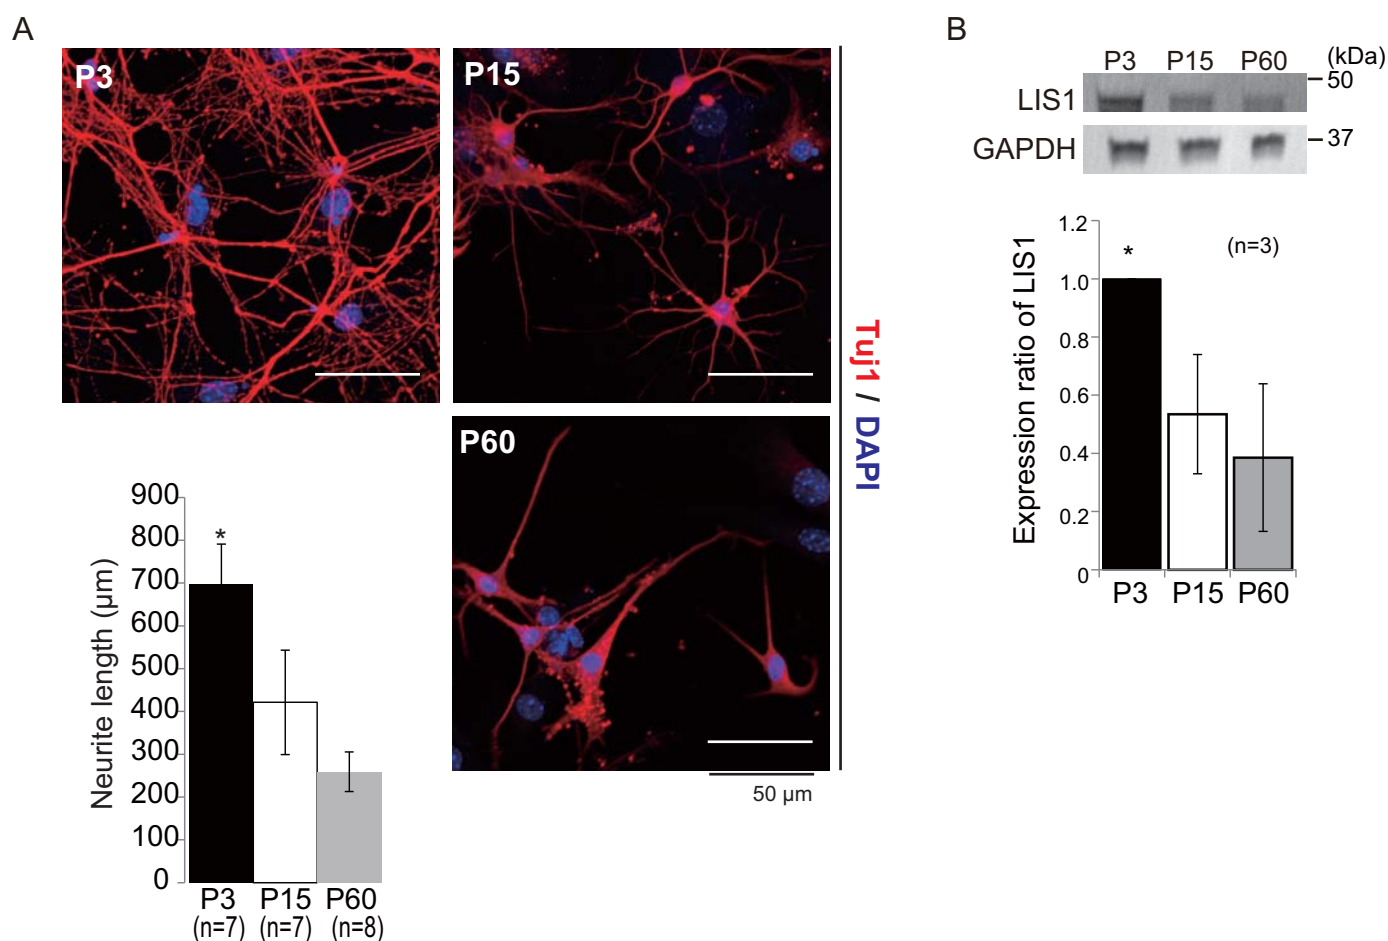 A
P3
P15
P60
Tuj1 / DAPI
50 µm
Neurite length (µm)
900
800
700
600
500
400
300
200
100
0
*
P3 P15 P60
(n=7) (n=7) (n=8)
B
P3 P15 P60 (kDa)
LIS1
50
GAPDH
37
Expression ratio of LIS1
1.2
1.0
0.8
0.6
0.4
0.2
0
*
(n=3)
P3 P15 P60